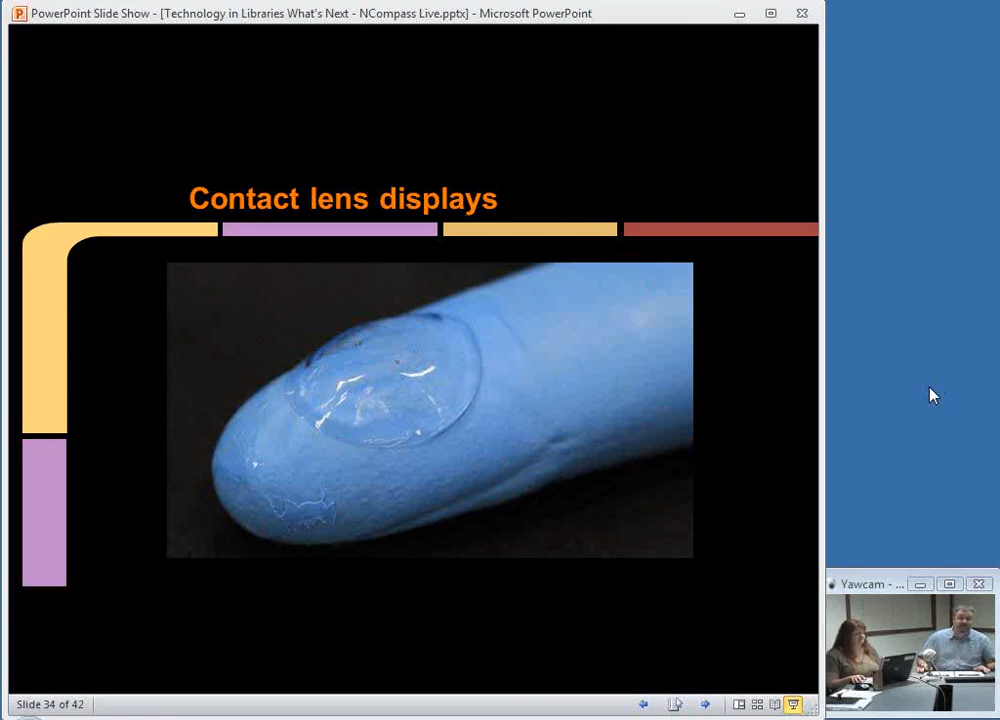 PowerPoint Slide Show - [Technology in Libraries What's Next - NCompass Live.pptx] - Microsoft PowerPoint
Contact lens displays
Yawcam - ...
Slide 34 of 42